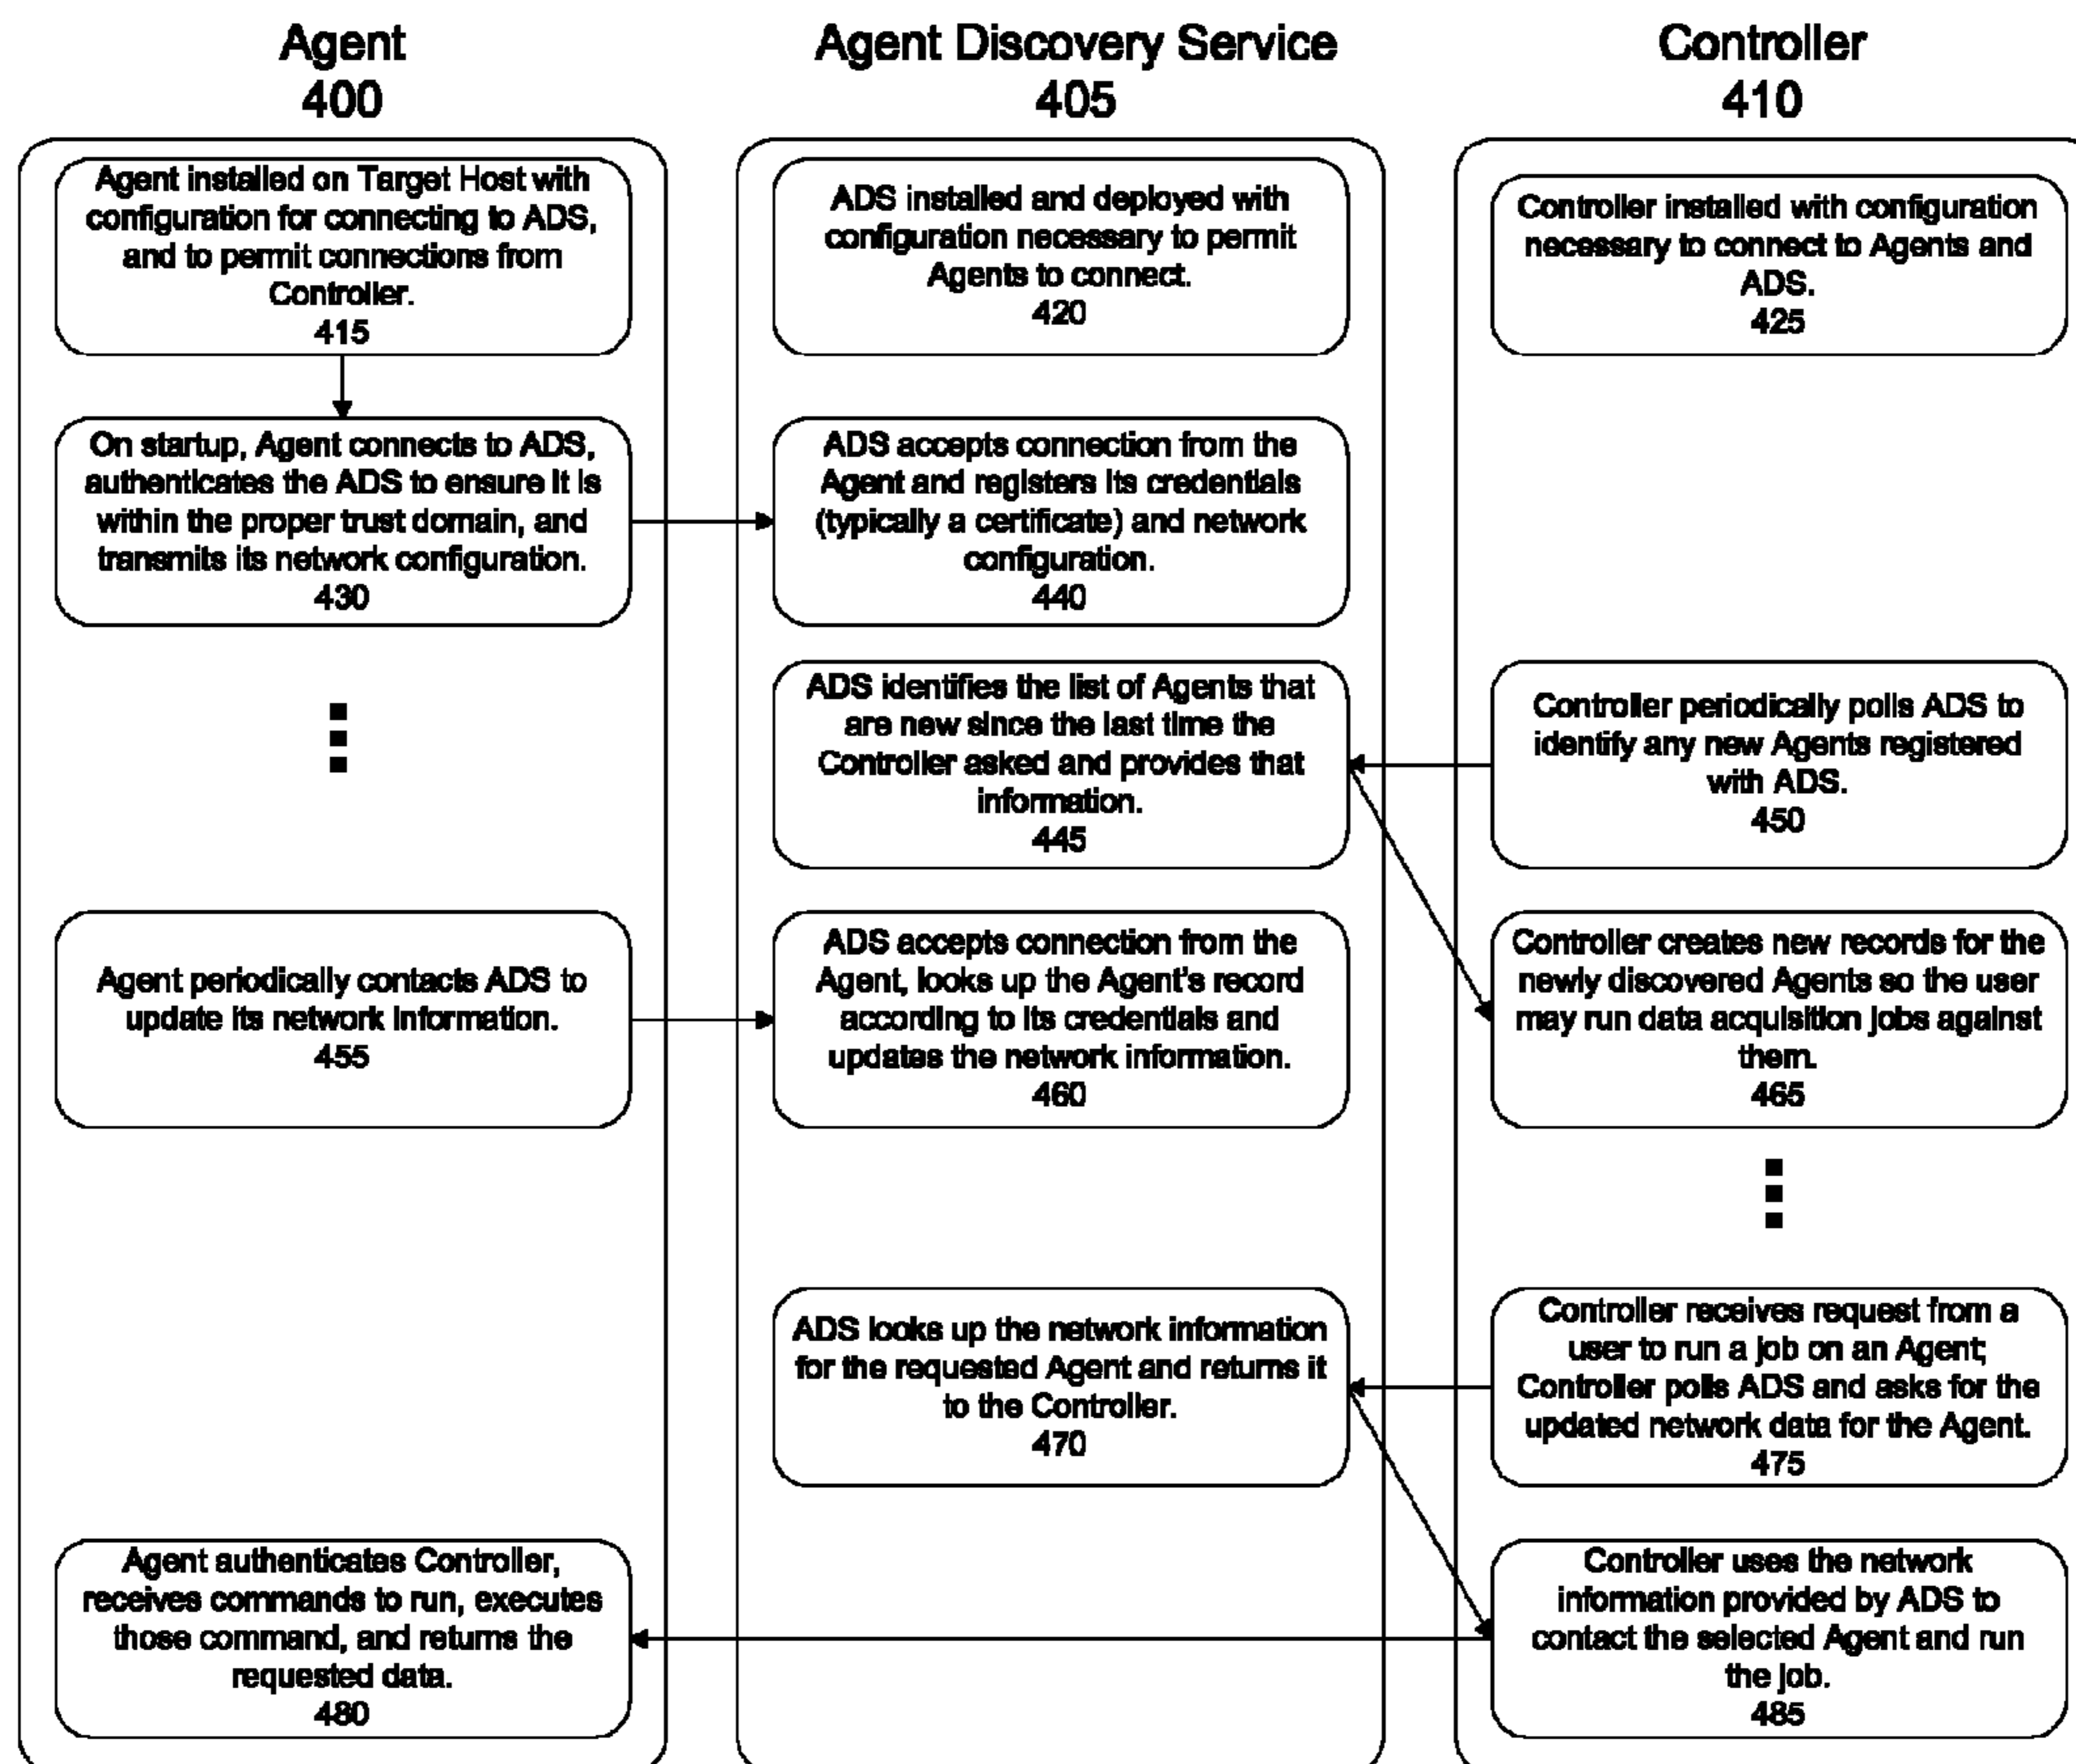 Agent
400
Agent Discovery Service
405
Controller
410
Agent installed on Target Host with
configuration for connecting to ADS,
and to permit connections from
Controller.
415
ADS installed and deployed with
configuration necessary to permit
Agents to connect.
420
Controller installed with configuration
necessary to connect to Agents and
ADS.
425
On startup, Agent connects to ADS,
authenticates the ADS to ensure it is
within the proper trust domain, and
transmits its network configuration.
430
ADS accepts connection from the
Agent and registers its credentials
(typically a certificate) and network
configuration.
440
ADS identifies the list of Agents that
are new since the last time the
Controller asked and provides that
information.
445
Controller periodically polls ADS to
identify any new Agents registered
with ADS.
450
Agent periodically contacts ADS to
update its network information.
455
ADS accepts connection from the
Agent, looks up the Agent's record
according to its credentials and
updates the network information.
460
Controller creates new records for the
newly discovered Agents so the user
may run data acquisition jobs against
them.
465
ADS looks up the network information
for the requested Agent and returns it
to the Controller.
470
Controller receives request from a
user to run a job on an Agent;
Controller polls ADS and asks for the
updated network data for the Agent.
475
Agent authenticates Controller,
receives commands to run, executes
those command, and returns the
requested data.
480
Controller uses the network
information provided by ADS to
contact the selected Agent and run
the job.
485